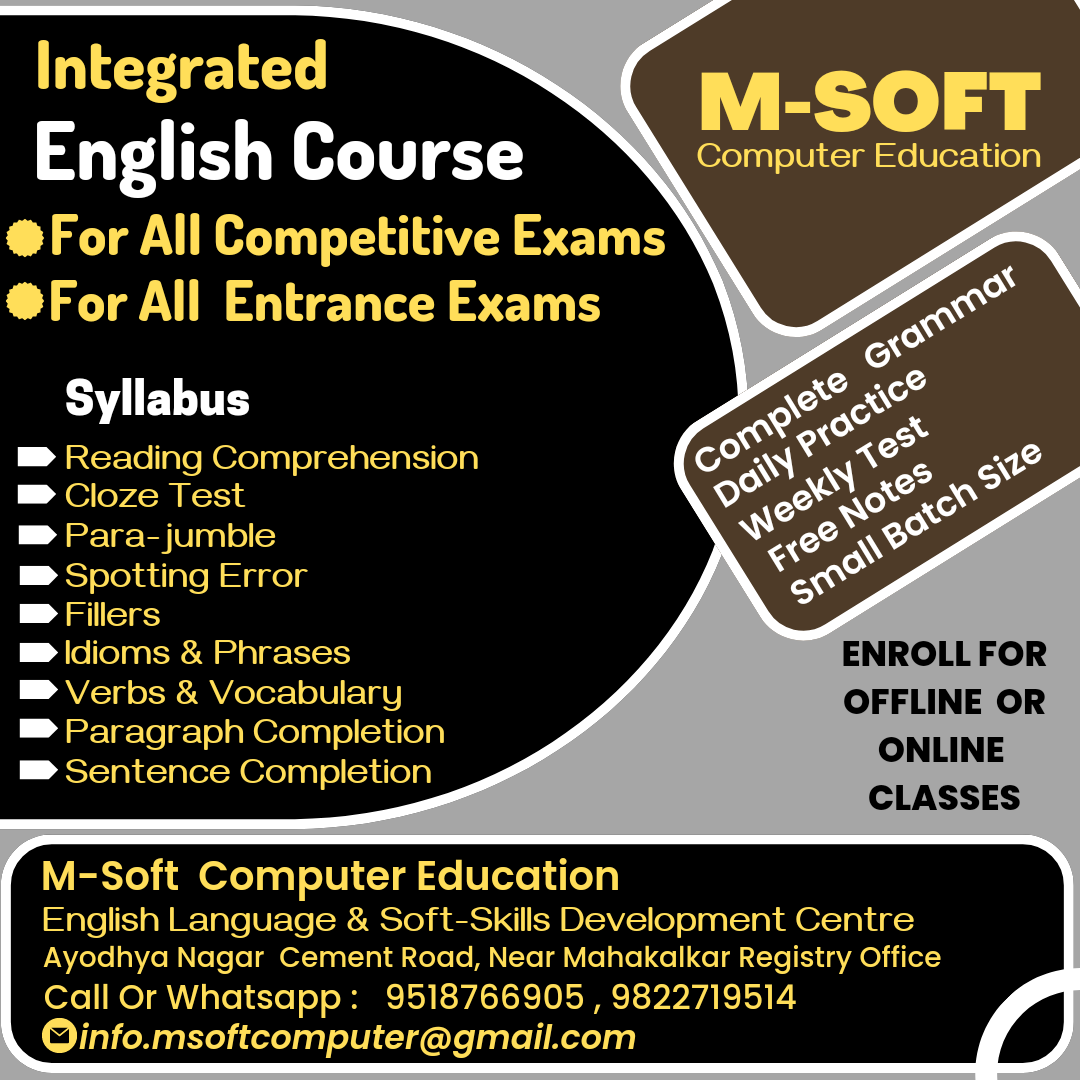 Integrated
English Course
For All Competitive Exams
For All Entrance Exams
Syllabus
Reading Comprehension
Cloze Test
Para-jumble
Spotting Error
Fillers
Idioms & Phrases
Verbs & Vocabulary
Paragraph Completion
Sentence Completion
M-SOFT
Computer Education
Complete Grammar
Daily Practice
Weekly Test
Free Notes
Small Batch Size
ENROLL FOR
OFFLINE OR
ONLINE
CLASSES
M-Soft Computer Education
English Language & Soft-Skills Development Centre
Ayodhya Nagar Cement Road, Near Mahakalkar Registry Office
Call Or Whatsapp : 9518766905 , 9822719514
info.msoftcomputer@gmail.com